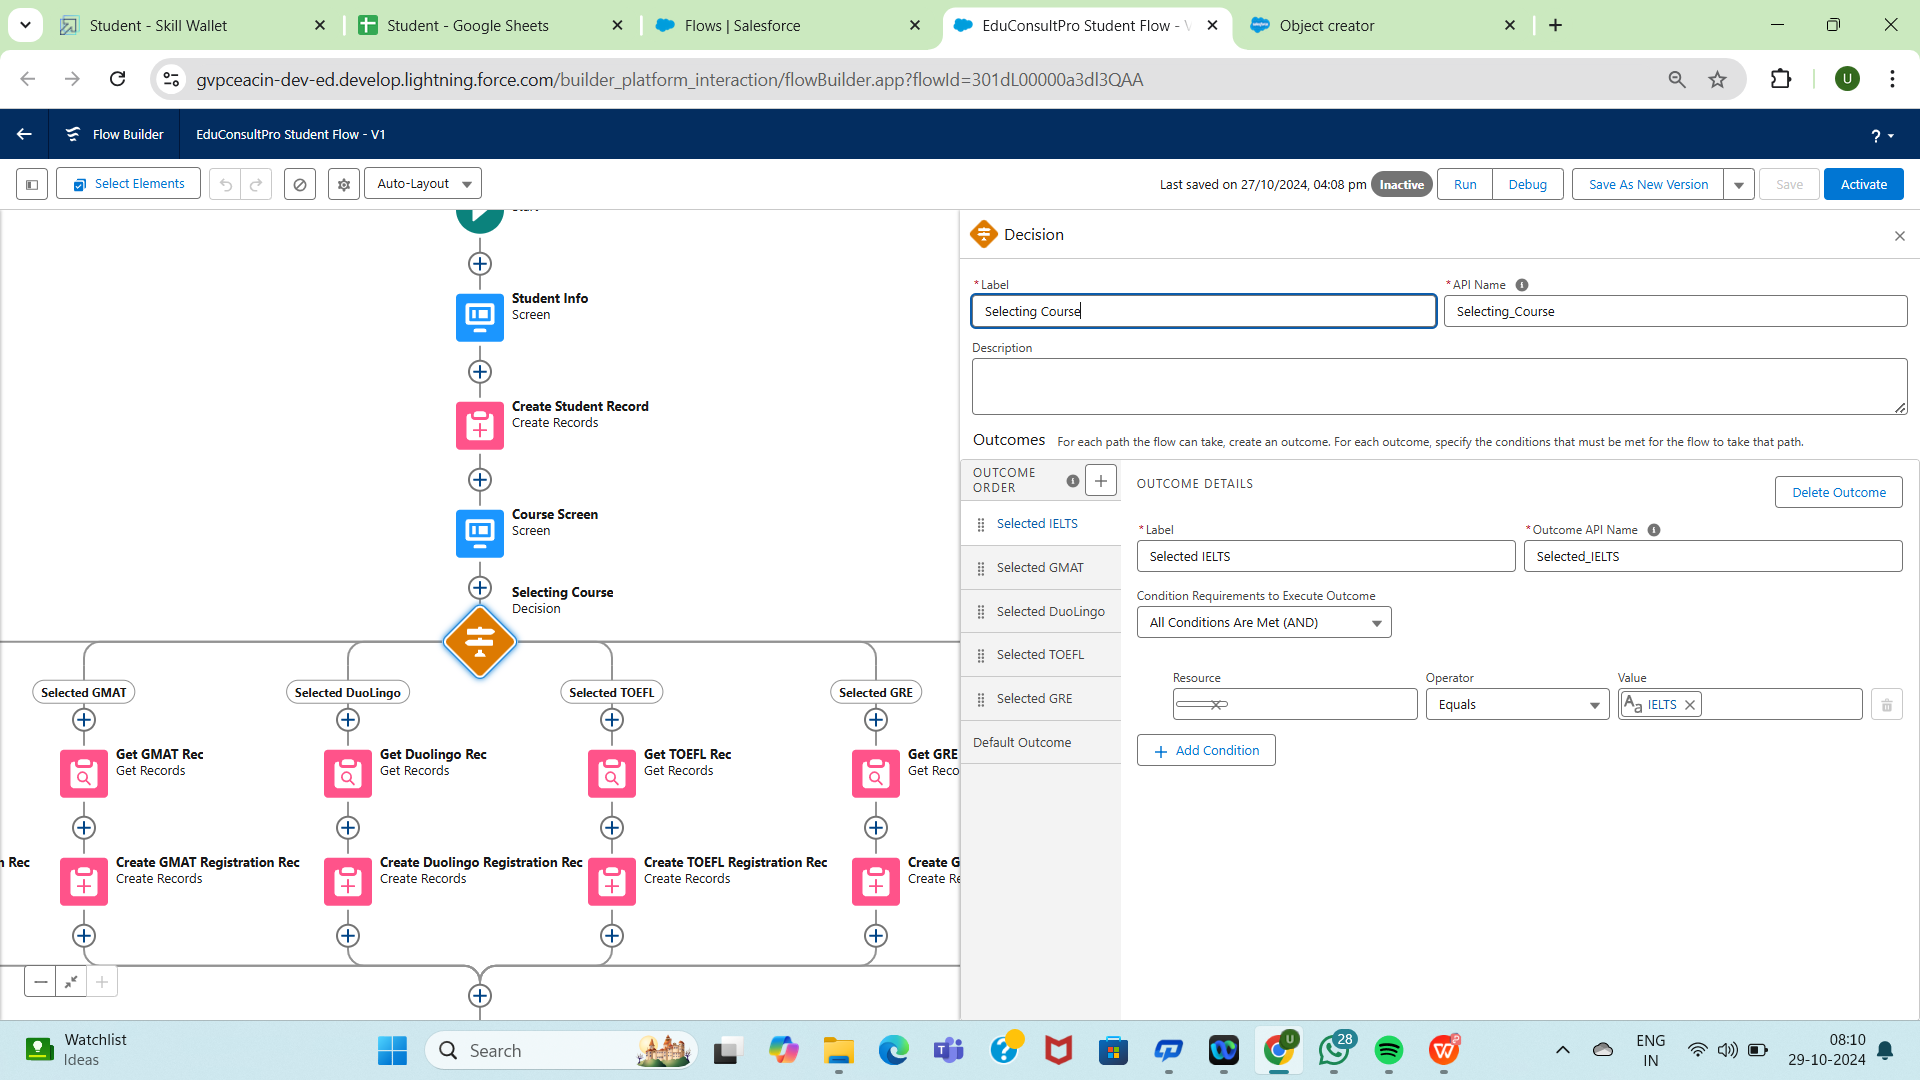 Student - Skill Wallet
Student - Google Sheets
Flows | Salesforce
EduConsultPro Student Flow - V
Object creator
gvpceacin-dev-ed.develop.lightning.force.com/builder_platform_interaction/flowBuilder.app?flowId=301dL00000a3dl3QAA
U
Flow Builder
EduConsultPro Student Flow - V1
?
Select Elements
Auto-Layout
Last saved on 27/10/2024, 04:08 pm
Inactive
Run
Debug
Save As New Version
Save
Activate
Student Info
Screen
Create Student Record
Create Records
Course Screen
Screen
Selecting Course
Decision
Selected GMAT
Selected DuoLingo
Selected TOEFL
Selected GRE
Get GMAT Rec
Get Records
Get Duolingo Rec
Get Records
Get TOEFL Rec
Get Records
Get GRE
Get Reco
n Rec
Create GMAT Registration Rec
Create Records
Create Duolingo Registration Rec
Create Records
Create TOEFL Registration Rec
Create Records
Create G
Create Re
Decision
* Label
Selecting Course
* API Name
Selecting_Course
Description
Outcomes For each path the flow can take, create an outcome. For each outcome, specify the conditions that must be met for the flow to take that path.
OUTCOME
ORDER
Selected IELTS
Selected GMAT
Selected DuoLingo
Selected TOEFL
Selected GRE
Default Outcome
OUTCOME DETAILS
Delete Outcome
* Label
Selected IELTS
* Outcome API Name
Selected_IELTS
Condition Requirements to Execute Outcome
All Conditions Are Met (AND)
Resource
Operator
Equals
Value
Aa IELTS
Add Condition
Watchlist
Ideas
Search
U
28
ENG
IN
08:10
29-10-2024